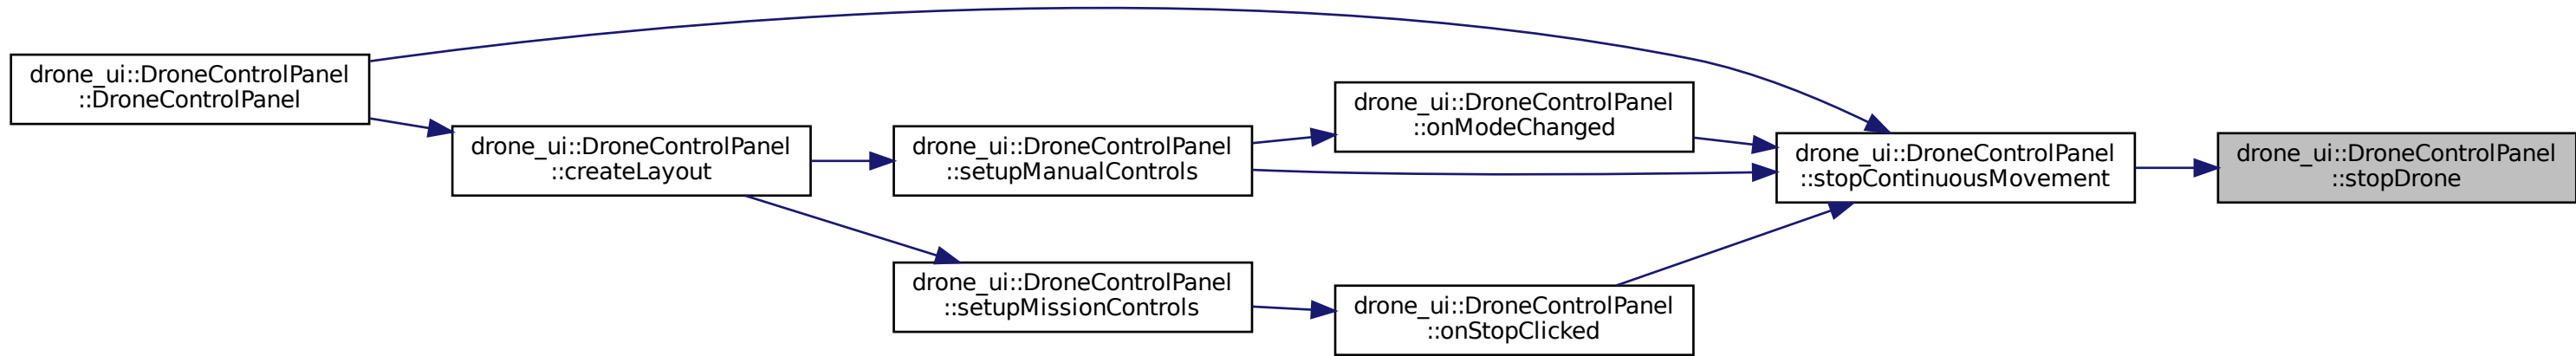 drone_ui::DroneControlPanel
::DroneControlPanel
drone_ui::DroneControlPanel
::createLayout
drone_ui::DroneControlPanel
::setupManualControls
drone_ui::DroneControlPanel
::setupMissionControls
drone_ui::DroneControlPanel
::onModeChanged
drone_ui::DroneControlPanel
::onStopClicked
drone_ui::DroneControlPanel
::stopContinuousMovement
drone_ui::DroneControlPanel
::stopDrone